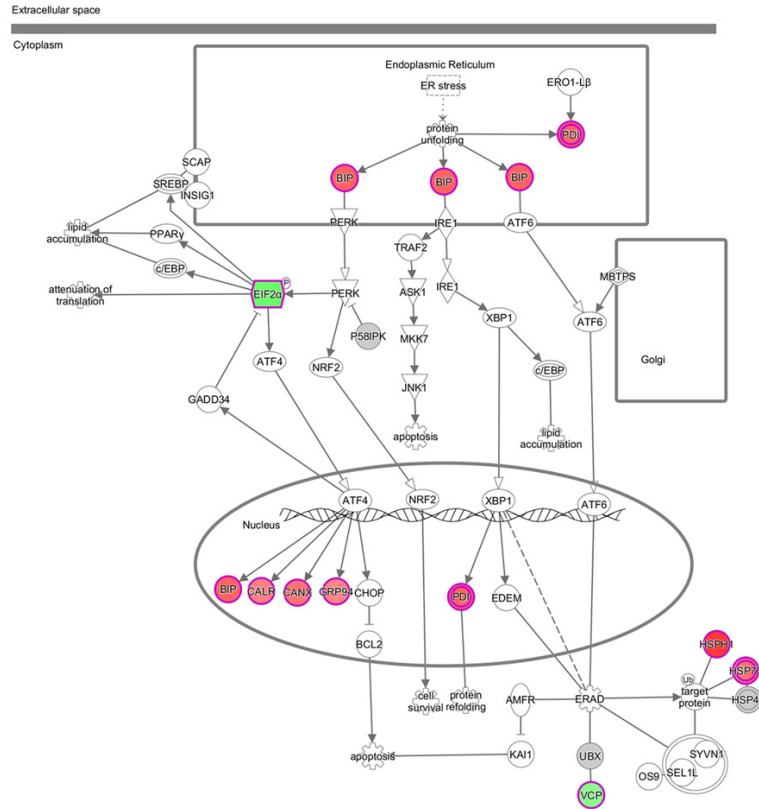 Extracellular space
Cytoplasm
Endoplasmic Reticulum
ER stress
ERO1-Lβ
protein
unfolding
PDI
SCAP
SREBP
INSIG1
BIP
BIP
BIP
lipid
accumulation
PPARγ
PERK
IRE1
ATF6
TRAF2
c/EBP
MBTPS
attenuation of
translation
EIF2α
P
PERK
ASK1
IRE1
XBP1
ATF6
P58IPK
MKK7
Golgi
ATF4
NRF2
c/EBP
JNK1
GADD34
apoptosis
lipid
accumulation
ATF4
NRF2
XBP1
ATF6
Nucleus
BIP
CALR
CANX
GRP94
CHOP
PDI
EDEM
BCL2
HSPH1
HSP7
HSP4
Ub
target
protein
cell
survival
protein
refolding
AMFR
ERAD
apoptosis
KAI1
UBX
SYVN1
OS9
SEL1L
VCP